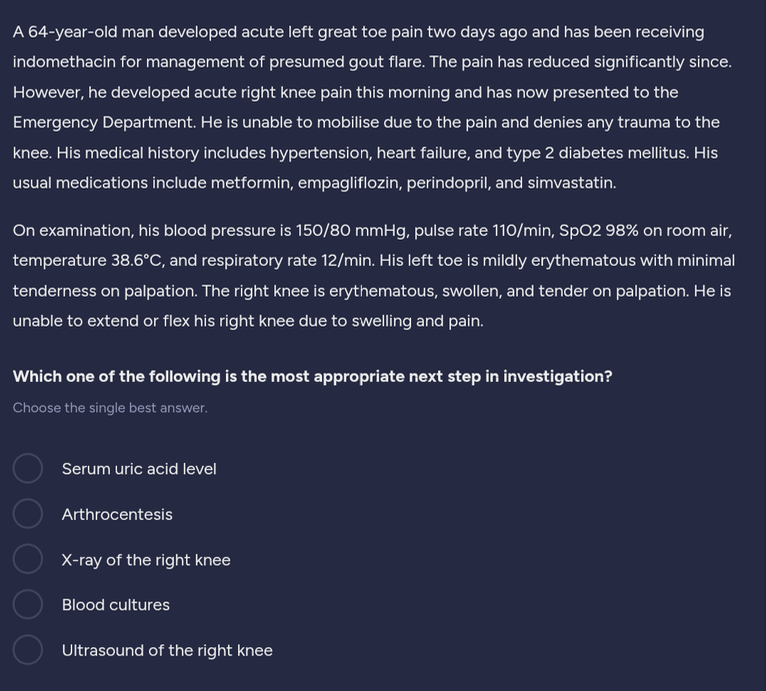 A 64-year-old man developed acute left great toe pain two days ago and has been receiving
indomethacin for management of presumed gout flare. The pain has reduced significantly since.
However, he developed acute right knee pain this morning and has now presented to the
Emergency Department. He is unable to mobilise due to the pain and denies any trauma to the
knee. His medical history includes hypertension, heart failure, and type 2 diabetes mellitus. His
usual medications include metformin, empagliflozin, perindopril, and simvastatin.
On examination, his blood pressure is 150/80 mmHg, pulse rate 110/min, SpO2 98% on room air,
temperature 38.6°C, and respiratory rate 12/min. His left toe is mildly erythematous with minimal
tenderness on palpation. The right knee is erythematous, swollen, and tender on palpation. He is
unable to extend or flex his right knee due to swelling and pain.
Which one of the following is the most appropriate next step in investigation?
Choose the single best answer.
Serum uric acid level
Arthrocentesis
X-ray of the right knee
Blood cultures
Ultrasound of the right knee